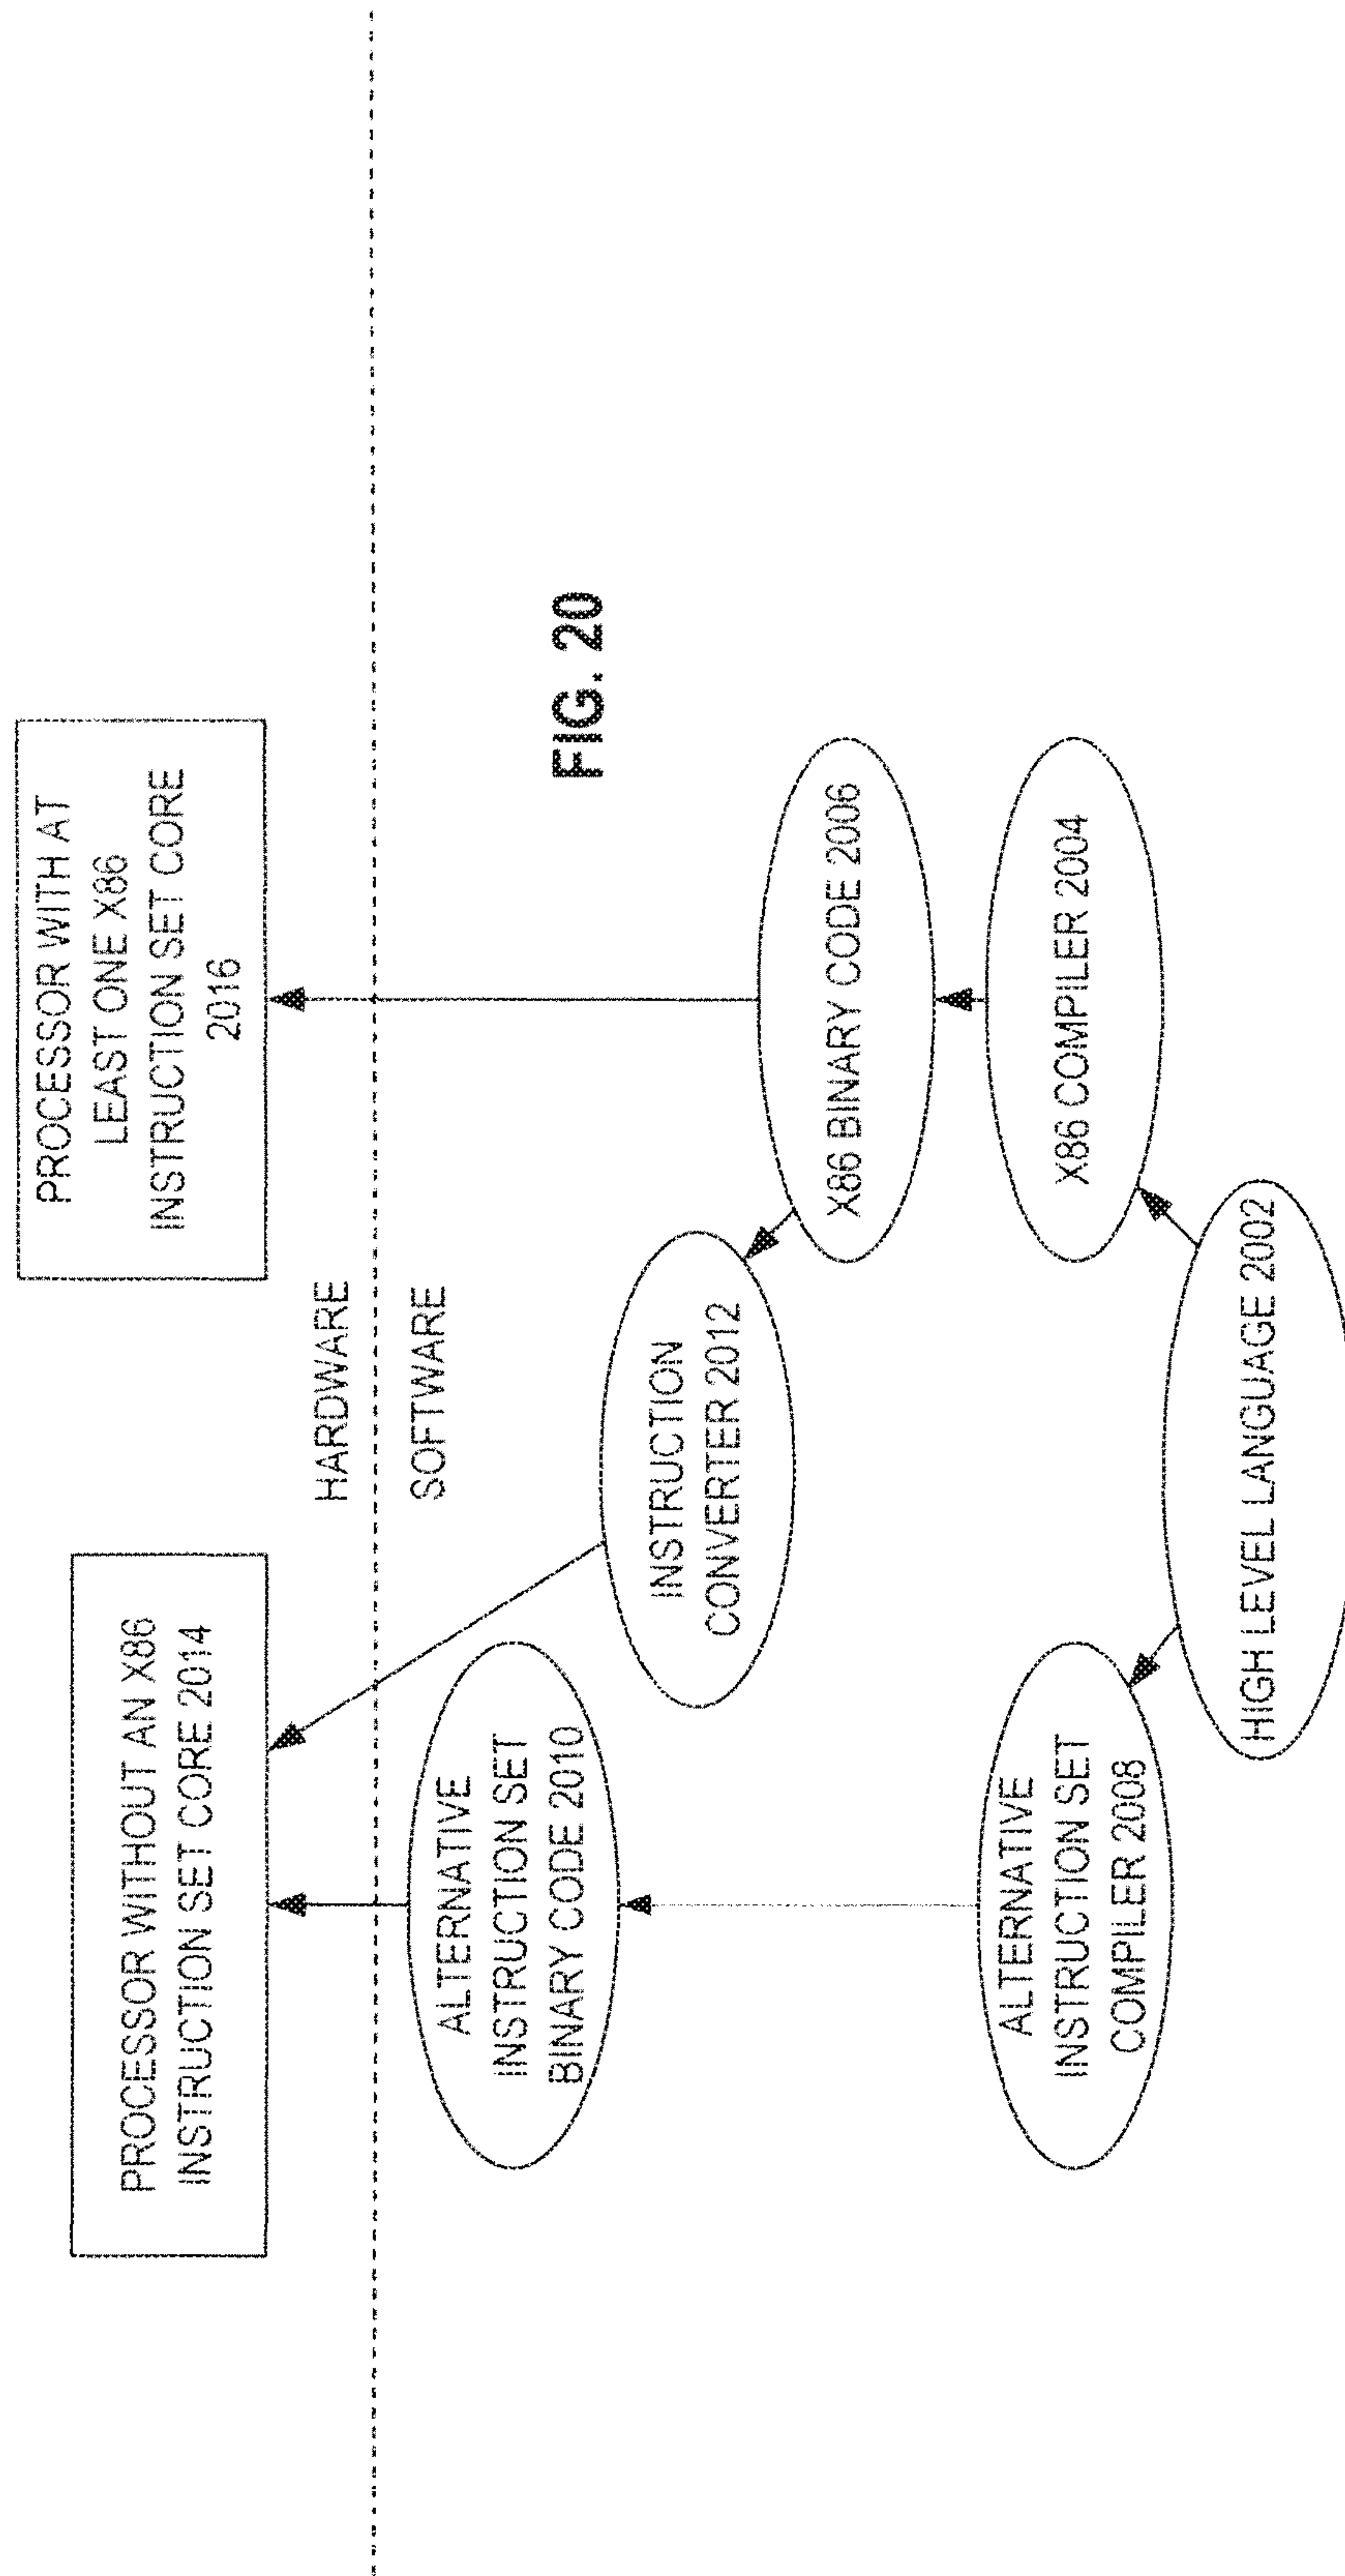 PROCESSOR WITHOUT AN X86
INSTRUCTION SET CORE 2014
PROCESSOR WITH AT
LEAST ONE X86
INSTRUCTION SET CORE
2016
HARDWARE
SOFTWARE
ALTERNATIVE
INSTRUCTION SET
BINARY CODE 2010
INSTRUCTION
CONVERTER 2012
FIG. 20
X86 BINARY CODE 2006
ALTERNATIVE
INSTRUCTION SET
COMPILER 2008
X86 COMPILER 2004
HIGH LEVEL LANGUAGE 2002